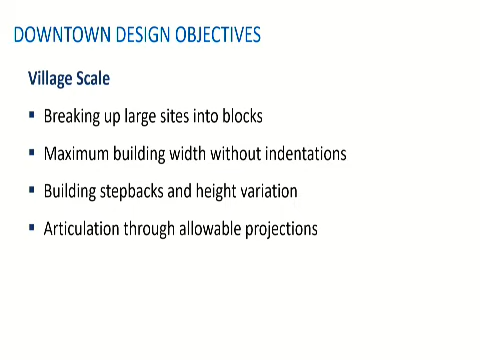 DOWNTOWN DESIGN OBJECTIVES
Village Scale
▪ Breaking up large sites into blocks
▪ Maximum building width without indentations
▪ Building stepbacks and height variation
▪ Articulation through allowable projections